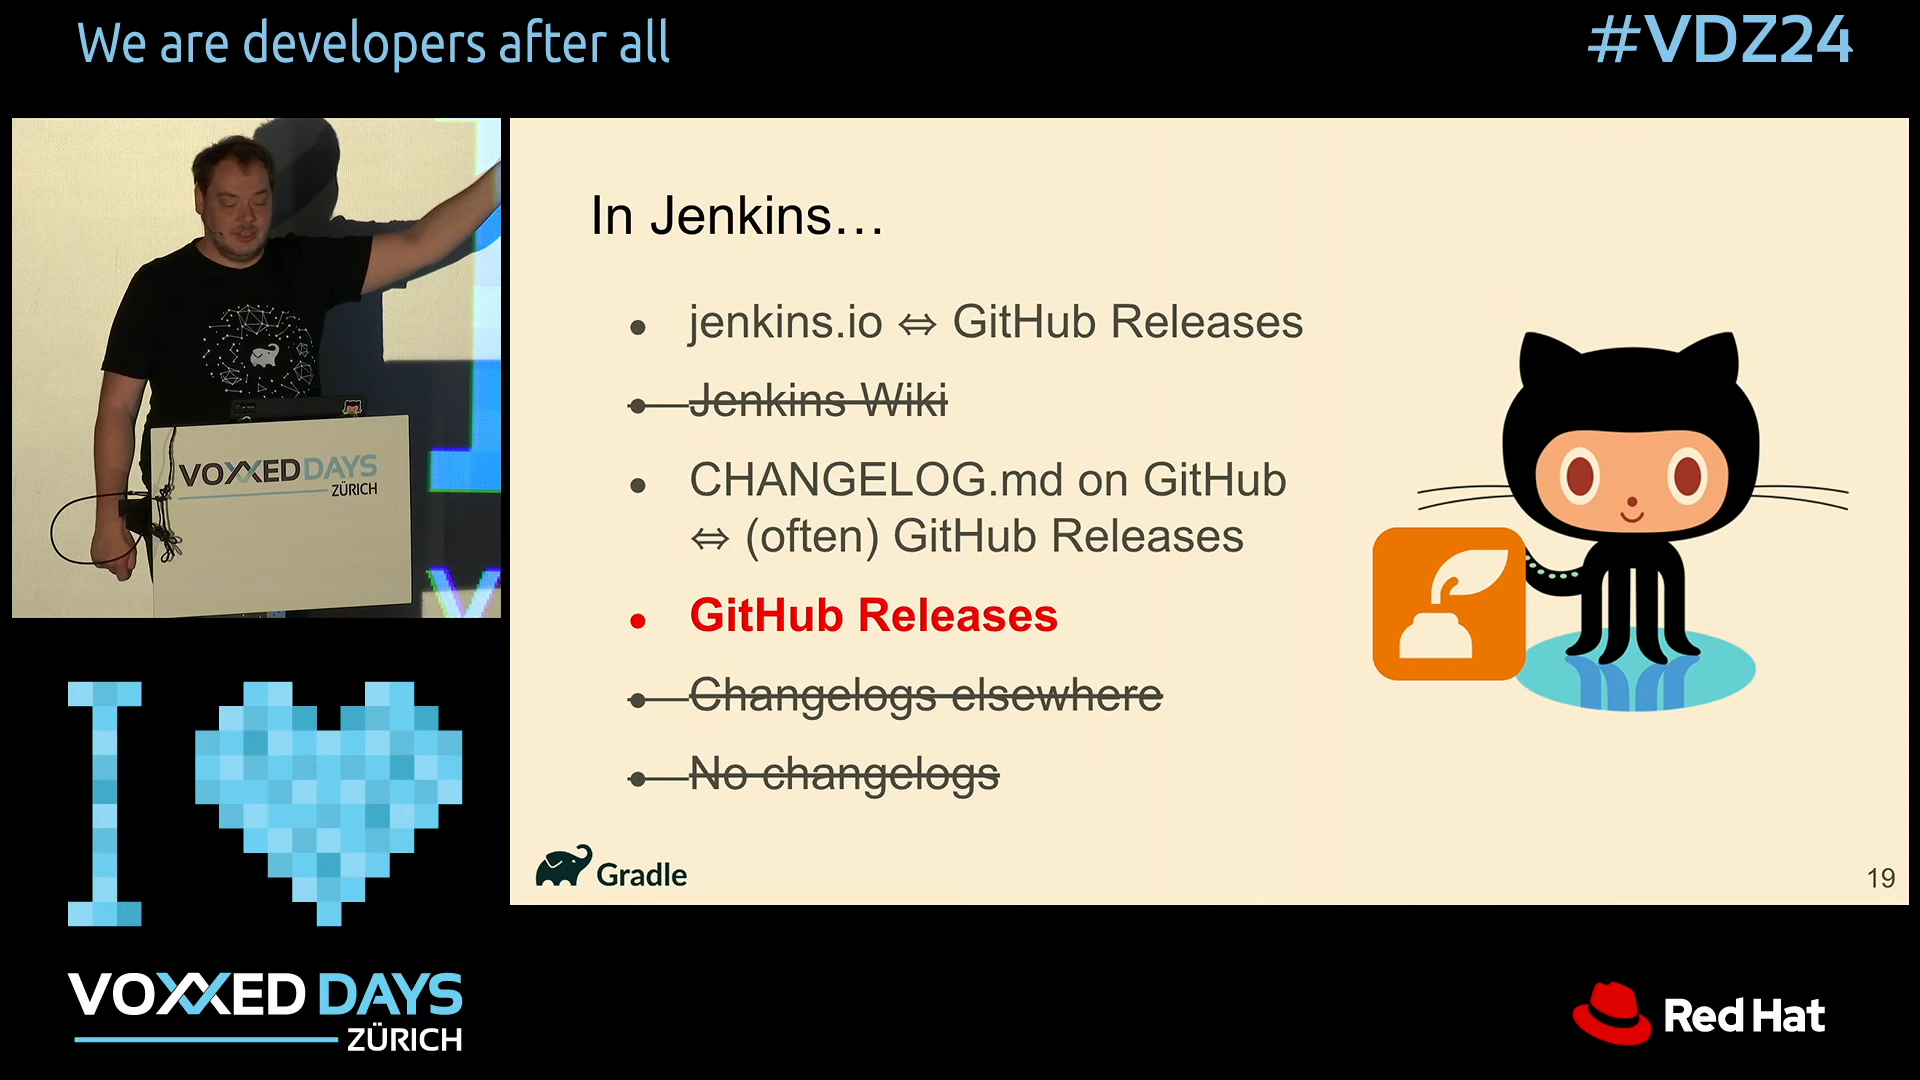 We are developers after all
#VDZ24
VOXXED DAYS
ZÜRICH
In Jenkins…
● jenkins.io ⇔ GitHub Releases
● Jenkins Wiki
● CHANGELOG.md on GitHub
⇔ (often) GitHub Releases
● GitHub Releases
● Changelogs elsewhere
● No changelogs
Gradle
19
I
VOXXED DAYS
ZÜRICH
Red Hat